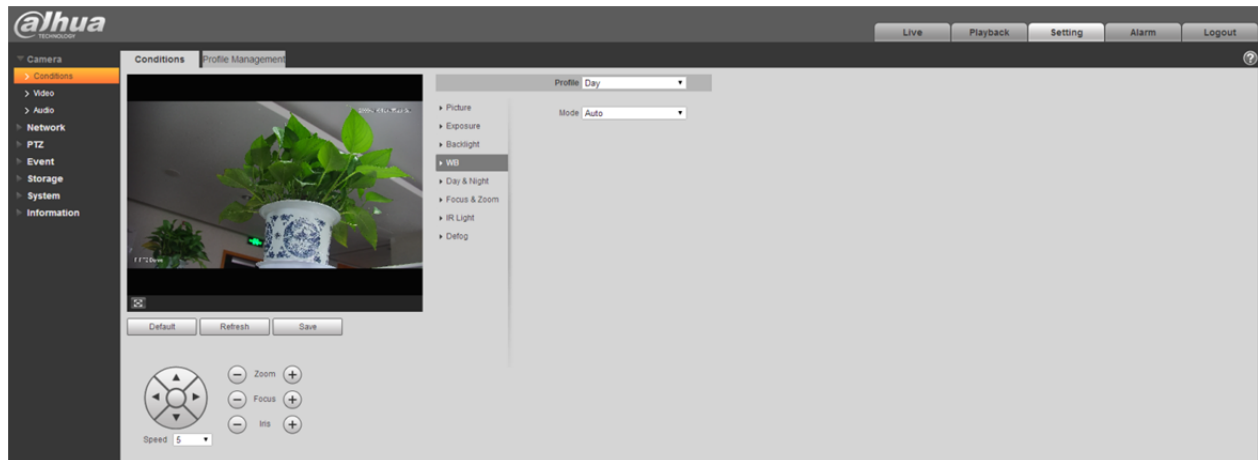 alhua
TECHNOLOGY
Live Playback Setting Alarm Logout
Camera
Conditions
Video
Audio
Network
PTZ
Event
Storage
System
Information
Conditions Profile Management
Default Refresh Save
Zoom
Focus
Iris
Speed 5
Profile Day
Picture
Exposure
Backlight
WB
Day & Night
Focus & Zoom
IR Light
Defog
Mode Auto